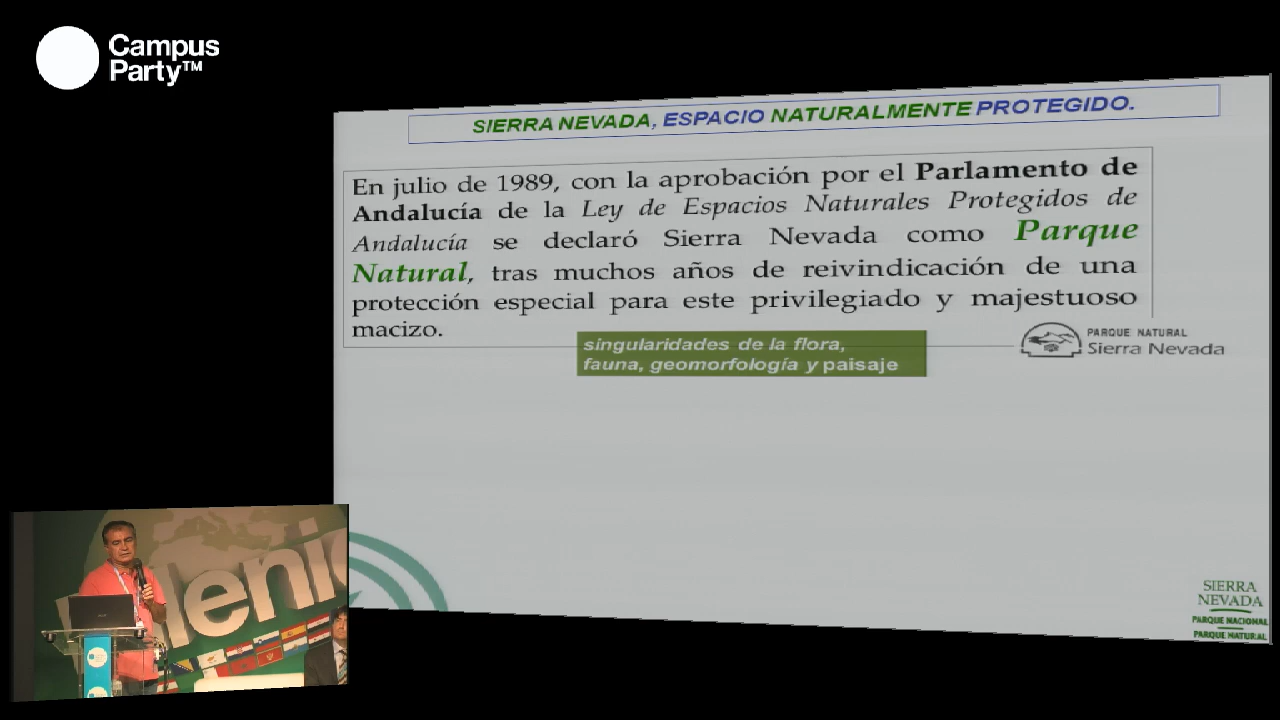 Campus
Party™
SIERRA NEVADA, ESPACIO NATURALMENTE PROTEGIDO.
En julio de 1989, con la aprobación por el Parlamento de
Andalucía de la Ley de Espacios Naturales Protegidos de
Andalucía se declaró Sierra Nevada como Parque
Natural, tras muchos años de reivindicación de una
protección especial para este privilegiado y majestuoso
macizo.
singularidades de la flora,
fauna, geomorfología y paisaje
PARQUE NATURAL
Sierra Nevada
lenio
SIERRA
NEVADA
PARQUE NACIONAL
PARQUE NATURAL